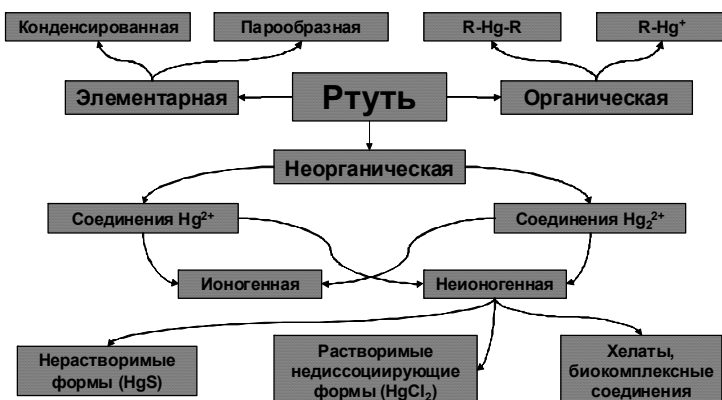 Конденсированная
Парообразная
R-Hg-R
R-Hg⁺
Элементарная
Ртуть
Органическая
Неорганическая
Соединения Hg²⁺
Соединения Hg₂²⁺
Ионогенная
Неионогенная
Нерастворимые
формы (HgS)
Растворимые
недиссоциирующие
формы (HgCl₂)
Хелаты,
биокомплексные
соединения